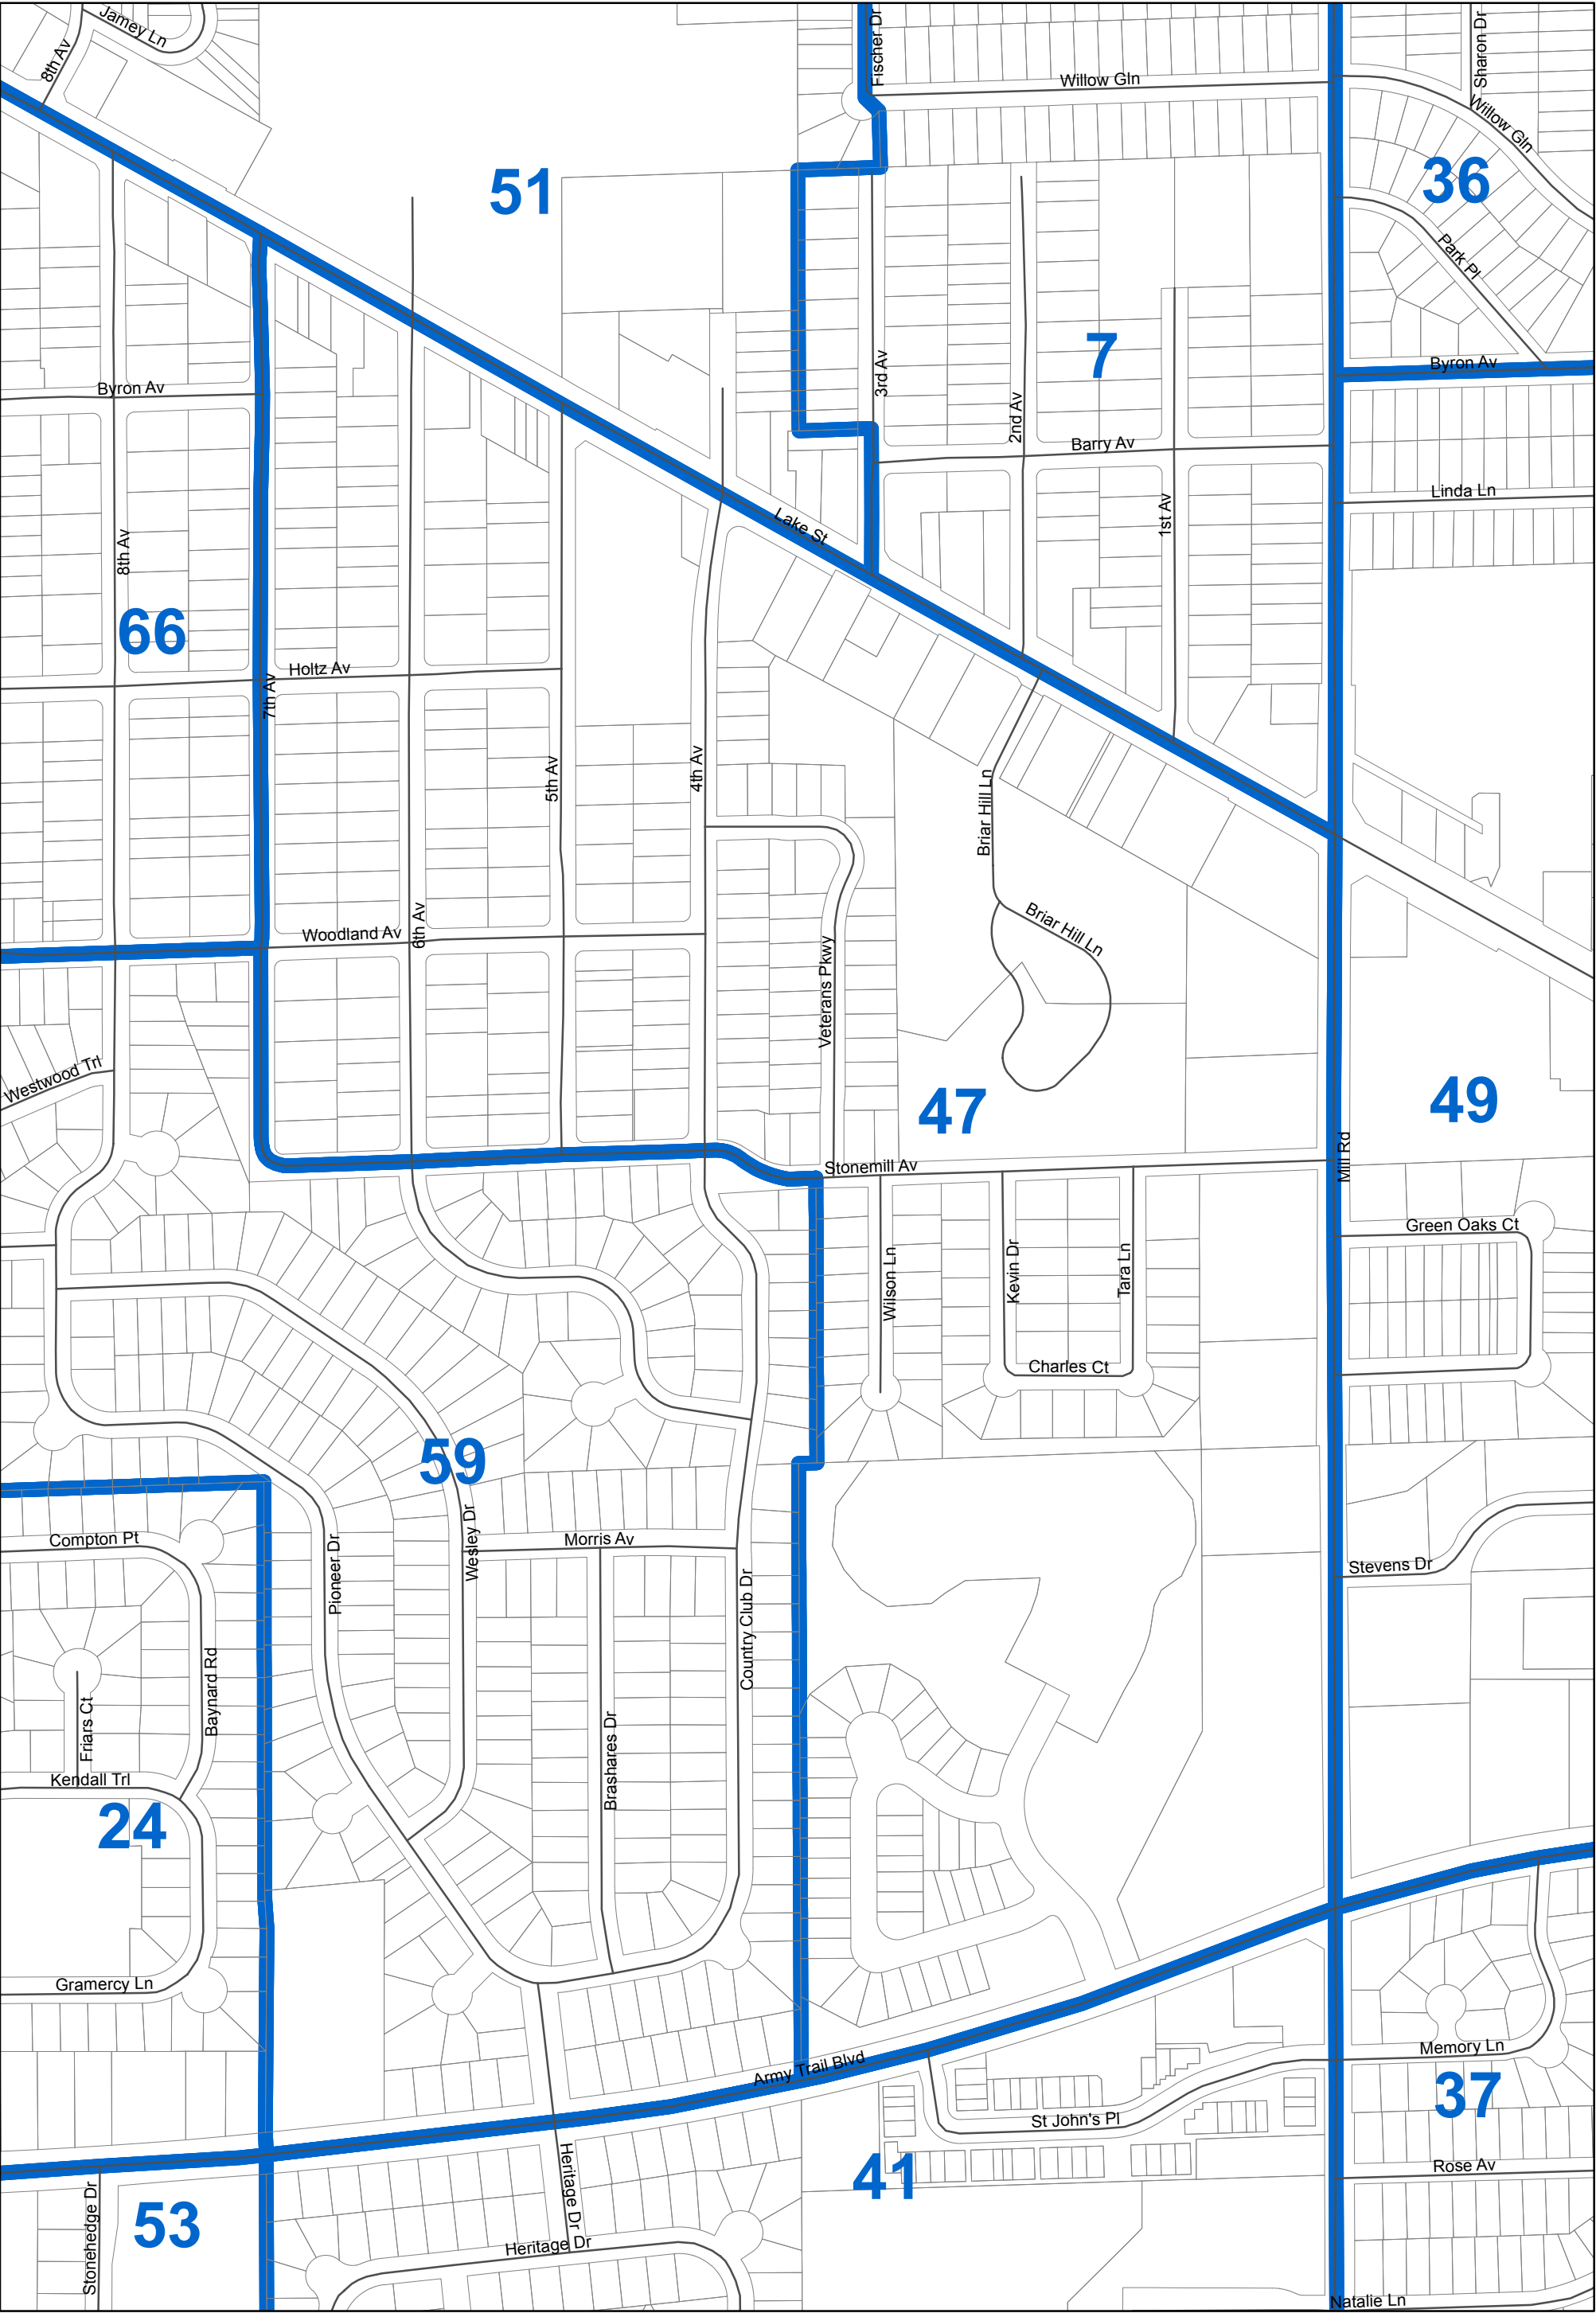 Jamey Ln
8th Av
Fischer Dr
Sharon Dr
Willow Gln
Willow Gln
51
36
Park Pl
7
3rd Av
Byron Av
Byron Av
2nd Av
Barry Av
Linda Ln
1st Av
Lake St
8th Av
66
Holtz Av
7th Av
5th Av
4th Av
Briar Hill Ln
6th Av
Woodland Av
Briar Hill Ln
Veterans Pkwy
Westwood Trl
47
49
Stonemill Av
Mill Rd
Green Oaks Ct
Wilson Ln
Kevin Dr
Tara Ln
Charles Ct
59
Compton Pt
Pioneer Dr
Wesley Dr
Morris Av
Stevens Dr
Country Club Dr
Baynard Rd
Friars Ct
Brashares Dr
Kendall Trl
24
Gramercy Ln
Army Trail Blvd
Memory Ln
37
St John's Pl
41
Rose Av
Heritage Dr
Stonehedge Dr
53
Heritage Dr
Natalie Ln